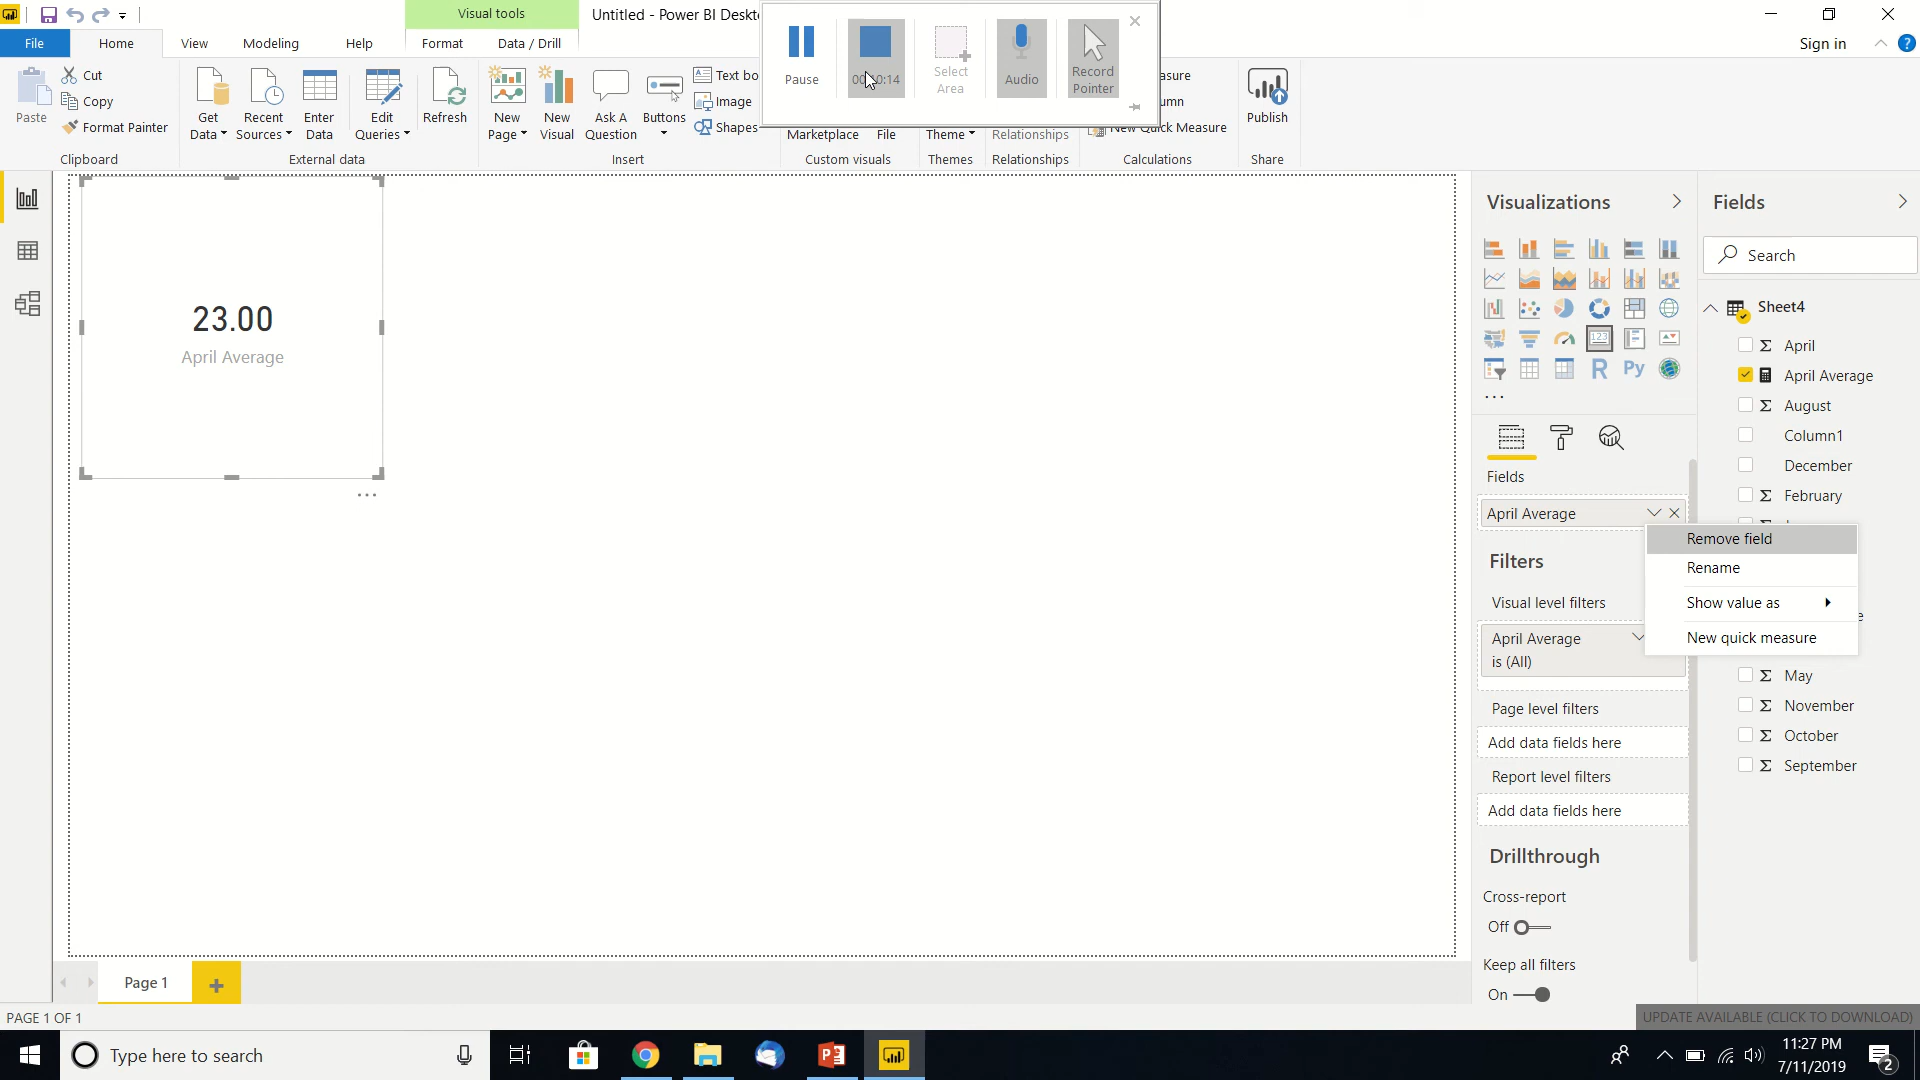 Visual tools
Untitled - Power BI Deskt
File
Home
View
Modeling
Help
Format
Data / Drill
Sign in
?
Paste
Cut
Copy
Format Painter
Clipboard
Get Data
Recent Sources
Enter Data
Edit Queries
External data
Refresh
New Page
New Visual
Ask A Question
Buttons
Text bo
Image
Shapes
Insert
Pause
Select Area
Audio
Record Pointer
Marketplace
File
Custom visuals
Theme
Themes
Relationships
Relationships
asure
umn
New Quick Measure
Calculations
Publish
Share
23.00
April Average
Visualizations
123
R
Py
Fields
April Average
Remove field
Rename
Show value as
New quick measure
Filters
Visual level filters
April Average
is (All)
Page level filters
Add data fields here
Report level filters
Add data fields here
Drillthrough
Cross-report
Off
Keep all filters
On
Fields
Search
Sheet4
April
April Average
August
Column1
December
February
May
November
October
September
Page 1
PAGE 1 OF 1
UPDATE AVAILABLE (CLICK TO DOWNLOAD)
Type here to search
11:27 PM
7/11/2019
2